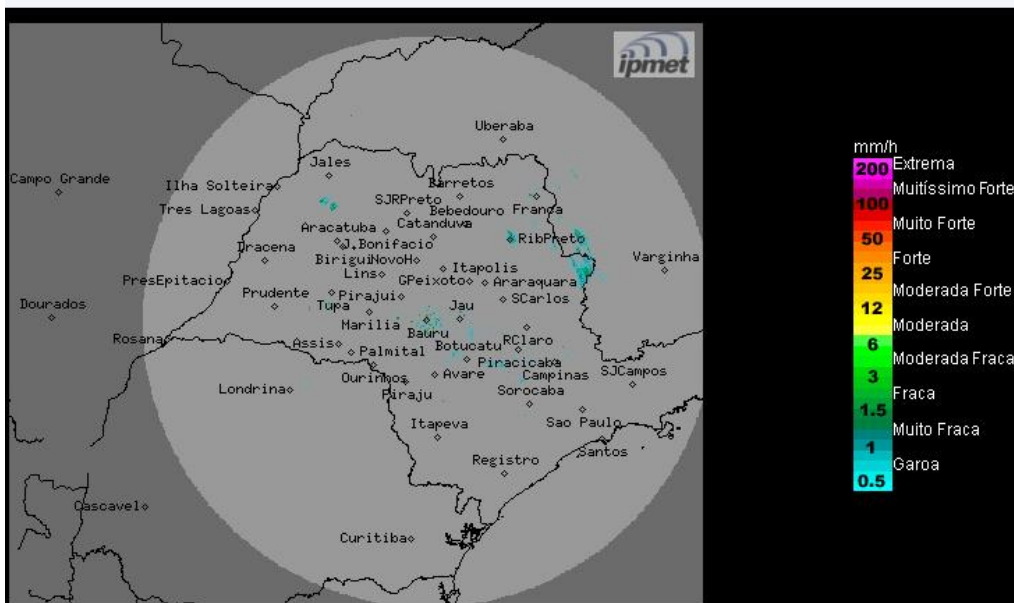 ipmet
Uberaba
Jales
Campo Grande
Ilha Solteira
Barretos
SJRPreto
Tres Lagoas
Bebedouro
Franca
Catanduva
Aracatuba
RibPreto
Dracena
J.Bonifacio
Varginha
Birigui
Novo H
Itapolis
PresEpitacio
Lins
GPeixoto
Araraquara
Prudente
Tupa
Pirajui
SCarlos
Dourados
Jau
Marilia
Bauru
Rosana
Assis
Botucatu
RClaro
Palmital
Piracicaba
SJCampos
Ourinhos
Avare
Campinas
Londrina
Piraju
Sorocaba
Itapeva
Sao Paulo
Santos
Registro
Cascavel
Curitiba
mm/h
200 Extrema
Muitíssimo Forte
100
Muito Forte
50
Forte
25
Moderada Forte
12
Moderada
6
Moderada Fraca
3
Fraca
1.5
Muito Fraca
1
Garoa
0.5